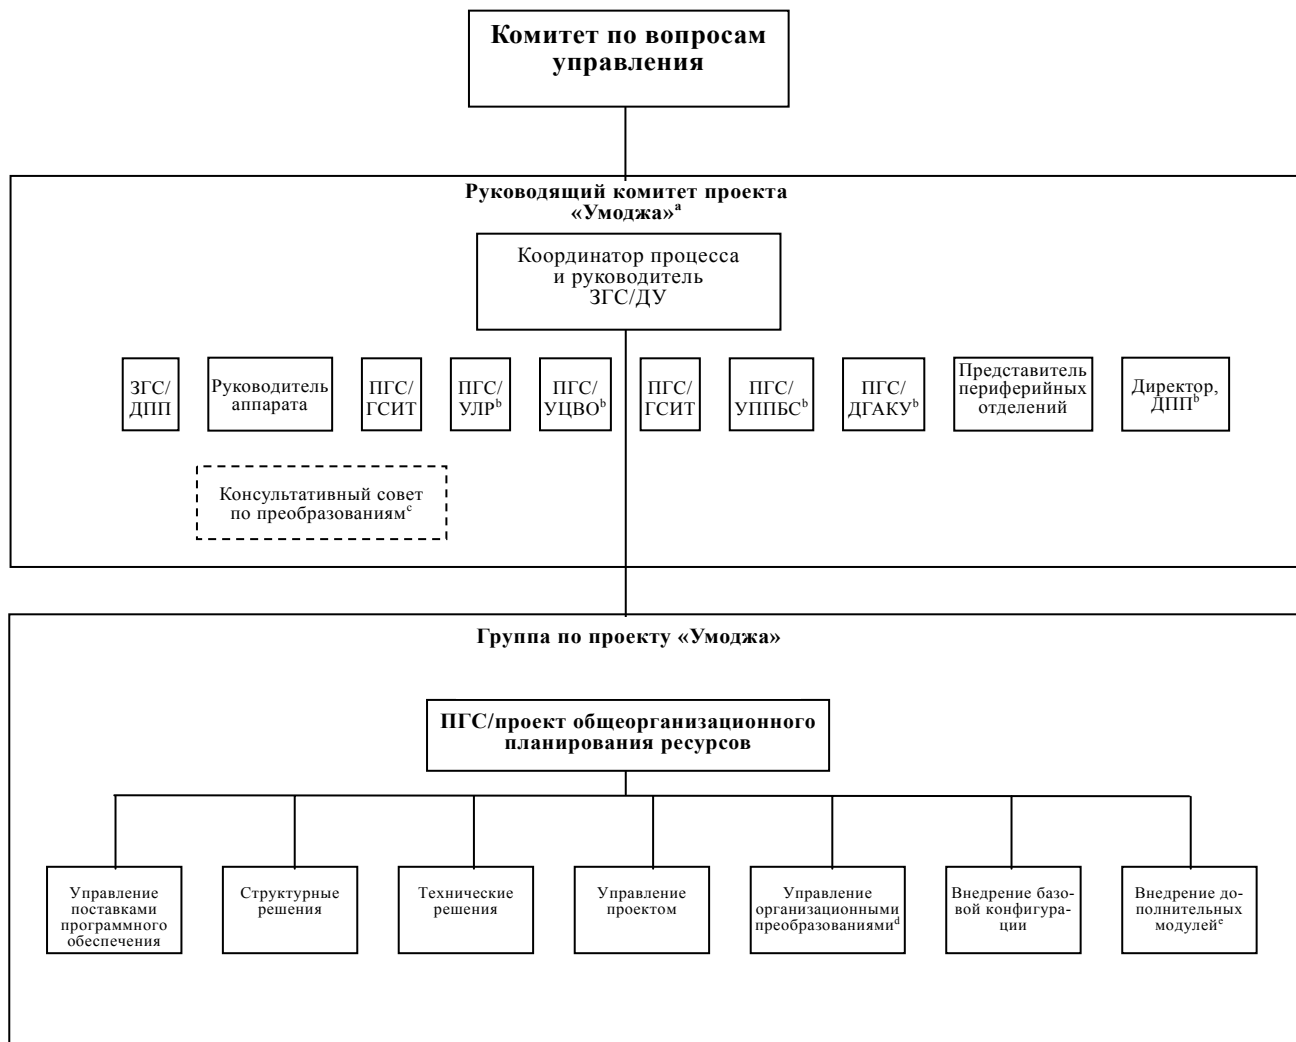 Комитет по вопросам
управления
Руководящий комитет проекта
«Умоджа»ᵃ
Координатор процесса
и руководитель
ЗГС/ДУ
ЗГС/
ДПП
Руководитель
аппарата
ПГС/
ГСИТ
ПГС/
УЛРᵇ
ПГС/
УЦВОᵇ
ПГС/
ГСИТ
ПГС/
УППБСᵇ
ПГС/
ДГАКУᵇ
Представитель
периферийных
отделений
Директор,
ДППᵇ
Консультативный совет
по преобразованиямᶜ
Группа по проекту «Умоджа»
ПГС/проект общеорганизационного
планирования ресурсов
Управление
поставками
программного
обеспечения
Структурные
решения
Технические
решения
Управление
проектом
Управление
организационными
преобразованиямиᵈ
Внедрение базо-
вой конфигура-
ции
Внедрение до-
полнительных
модулейᵉ